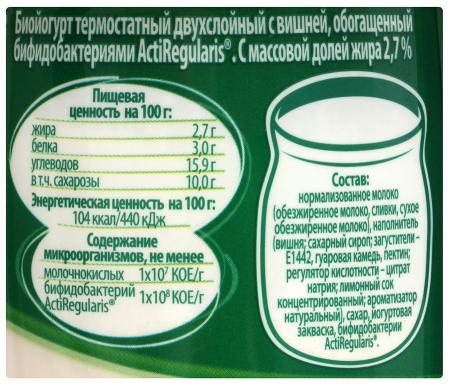 Биойогурт термостатный двухслойный с вишней, обогащенный
бифидобактериями ActiRegularis®. С массовой долей жира 2,7 %
Пищевая
ценность на 100 г:
жира 2,7 г
белка 3,0 г
углеводов 15,9 г
в т.ч. сахарозы 10,0 г
Энергетическая ценность на 100 г:
104 ккал/440 кДж
Содержание
микроорганизмов, не менее
молочнокислых 1x10⁷ КОЕ/г
бифидобактерий 1x10⁶ КОЕ/г
ActiRegularis®
Состав:
нормализованное молоко
(обезжиренное молоко, сливки, сухое
обезжиренное молоко), наполнитель
(вишня; сахарный сироп; загустители -
Е1442, гуаровая камедь, пектин;
регулятор кислотности – цитрат
натрия; лимонный сок
концентрированный; ароматизатор
натуральный), сахар, йогуртовая
закваска, бифидобактерии
ActiRegularis®.